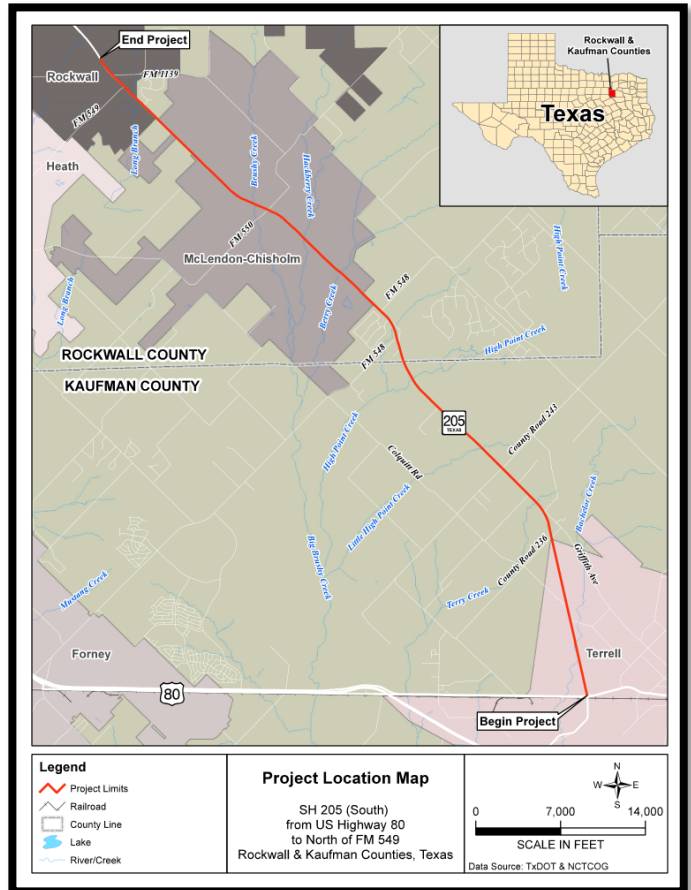 End Project
Rockwall
FM 1139
FM 549
Heath
Long Branch
Brushy Creek
Hackberry Creek
FM 550
McLendon-Chisholm
Berry Creek
Long Branch
FM 548
FM 548
High Point Creek
High Point Creek
ROCKWALL COUNTY
KAUFMAN COUNTY
205
TEXAS
County Road 243
High Point Creek
Colquitt Rd
Little High Point Creek
Bachelor Creek
Big Brushy Creek
County Road 236
Griffith Ave
Terry Creek
Mustang Creek
Forney
Terrell
80
Begin Project
Rockwall &
Kaufman Counties
Texas
Legend
Project Limits
Railroad
County Line
Lake
River/Creek
Project Location Map
SH 205 (South)
from US Highway 80
to North of FM 549
Rockwall & Kaufman Counties, Texas
N
W E
S
0 7,000 14,000
SCALE IN FEET
Data Source: TxDOT & NCTCOG